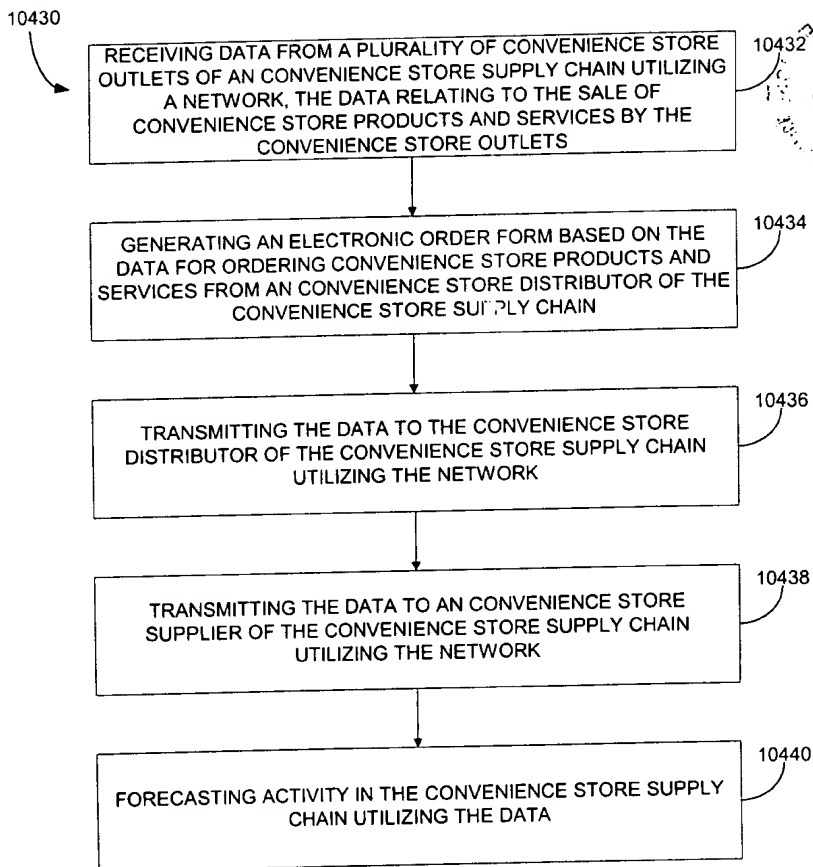 10430
RECEIVING DATA FROM A PLURALITY OF CONVENIENCE STORE
OUTLETS OF AN CONVENIENCE STORE SUPPLY CHAIN UTILIZING
A NETWORK, THE DATA RELATING TO THE SALE OF
CONVENIENCE STORE PRODUCTS AND SERVICES BY THE
CONVENIENCE STORE OUTLETS
10432
GENERATING AN ELECTRONIC ORDER FORM BASED ON THE
DATA FOR ORDERING CONVENIENCE STORE PRODUCTS AND
SERVICES FROM AN CONVENIENCE STORE DISTRIBUTOR OF THE
CONVENIENCE STORE SUPPLY CHAIN
10434
TRANSMITTING THE DATA TO THE CONVENIENCE STORE
DISTRIBUTOR OF THE CONVENIENCE STORE SUPPLY CHAIN
UTILIZING THE NETWORK
10436
TRANSMITTING THE DATA TO AN CONVENIENCE STORE
SUPPLIER OF THE CONVENIENCE STORE SUPPLY CHAIN
UTILIZING THE NETWORK
10438
FORECASTING ACTIVITY IN THE CONVENIENCE STORE SUPPLY
CHAIN UTILIZING THE DATA
10440